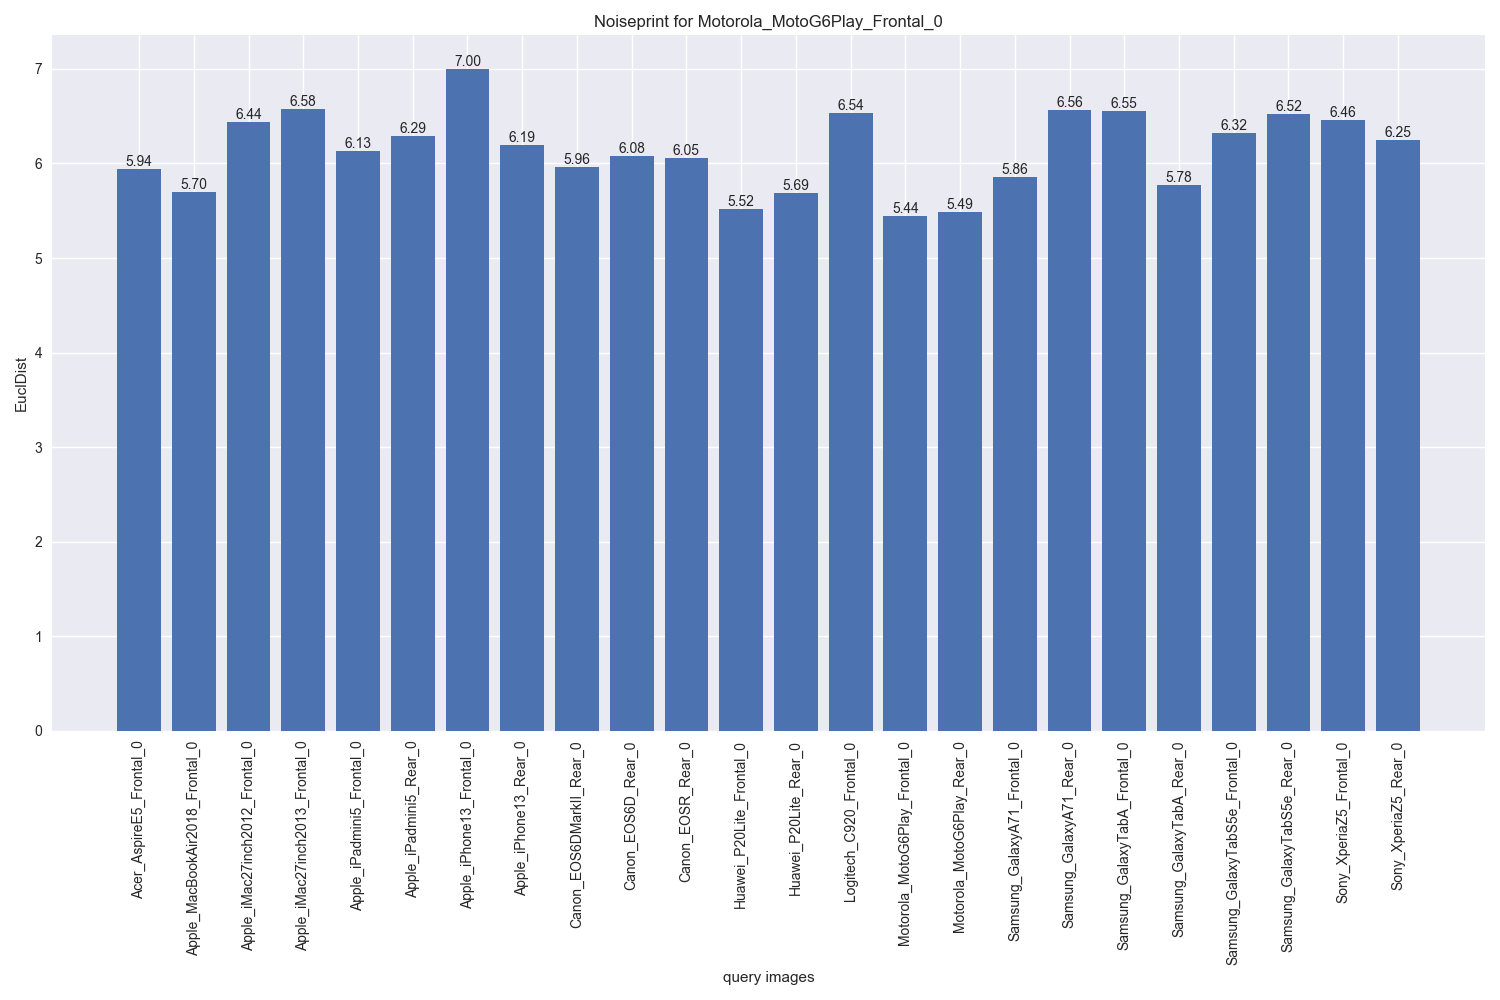 Noiseprint for Motorola_MotoG6Play_Frontal_0
EuclDist
7
6
5
4
3
2
1
0
5.94
5.70
6.44
6.58
6.13
6.29
7.00
6.19
5.96
6.08
6.05
5.52
5.69
6.54
5.44
5.49
5.86
6.56
6.55
5.78
6.32
6.52
6.46
6.25
Acer_AspireE5_Frontal_0
Apple_MacBookAir2018_Frontal_0
Apple_iMac27inch2012_Frontal_0
Apple_iMac27inch2013_Frontal_0
Apple_iPadmini5_Frontal_0
Apple_iPadmini5_Rear_0
Apple_iPhone13_Frontal_0
Apple_iPhone13_Rear_0
Canon_EOS6DMarkII_Rear_0
Canon_EOS6D_Rear_0
Canon_EOSR_Rear_0
Huawei_P20Lite_Frontal_0
Huawei_P20Lite_Rear_0
Logitech_C920_Frontal_0
Motorola_MotoG6Play_Frontal_0
Motorola_MotoG6Play_Rear_0
Samsung_GalaxyA71_Frontal_0
Samsung_GalaxyA71_Rear_0
Samsung_GalaxyTabA_Frontal_0
Samsung_GalaxyTabA_Rear_0
Samsung_GalaxyTabS5e_Frontal_0
Samsung_GalaxyTabS5e_Rear_0
Sony_XperiaZ5_Frontal_0
Sony_XperiaZ5_Rear_0
query images